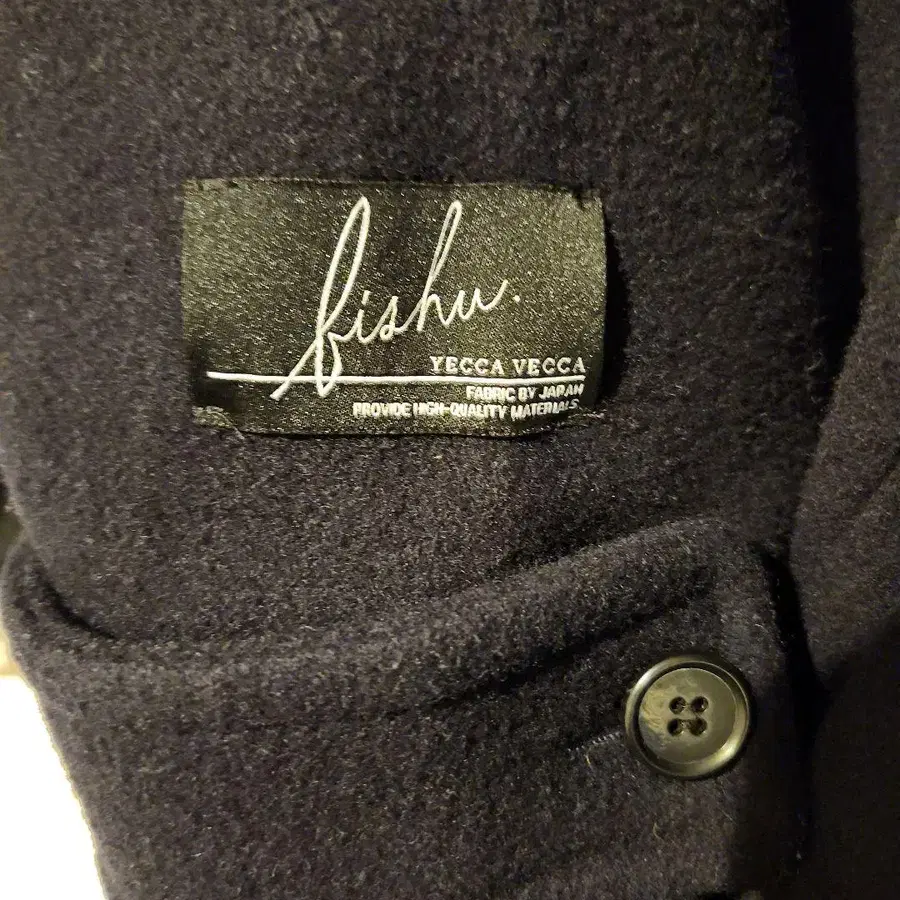 fishu.
YECCA VECCA
FABRIC BY JAPAN
PROVIDE HIGH-QUALITY MATERIALS